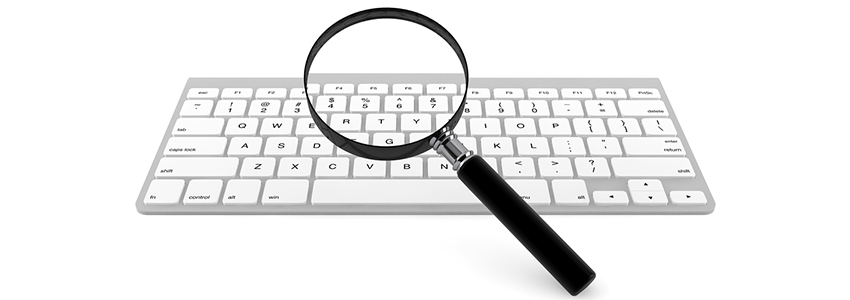 esc F1 F2 F4 F5 F6 F7 F8 F9 F10 F11 F12 PrtSc
~ ! @ # $ % ^ & ( ) _ +
1 2 3 4 5 6 7 8 9 0 - = delete
tab Q W E R T Y I O P { } |
[ ] \
caps lock A S D G K L : " enter
; ' return
shift Z X C V B N < > ? shift
, . /
fn control alt win alt